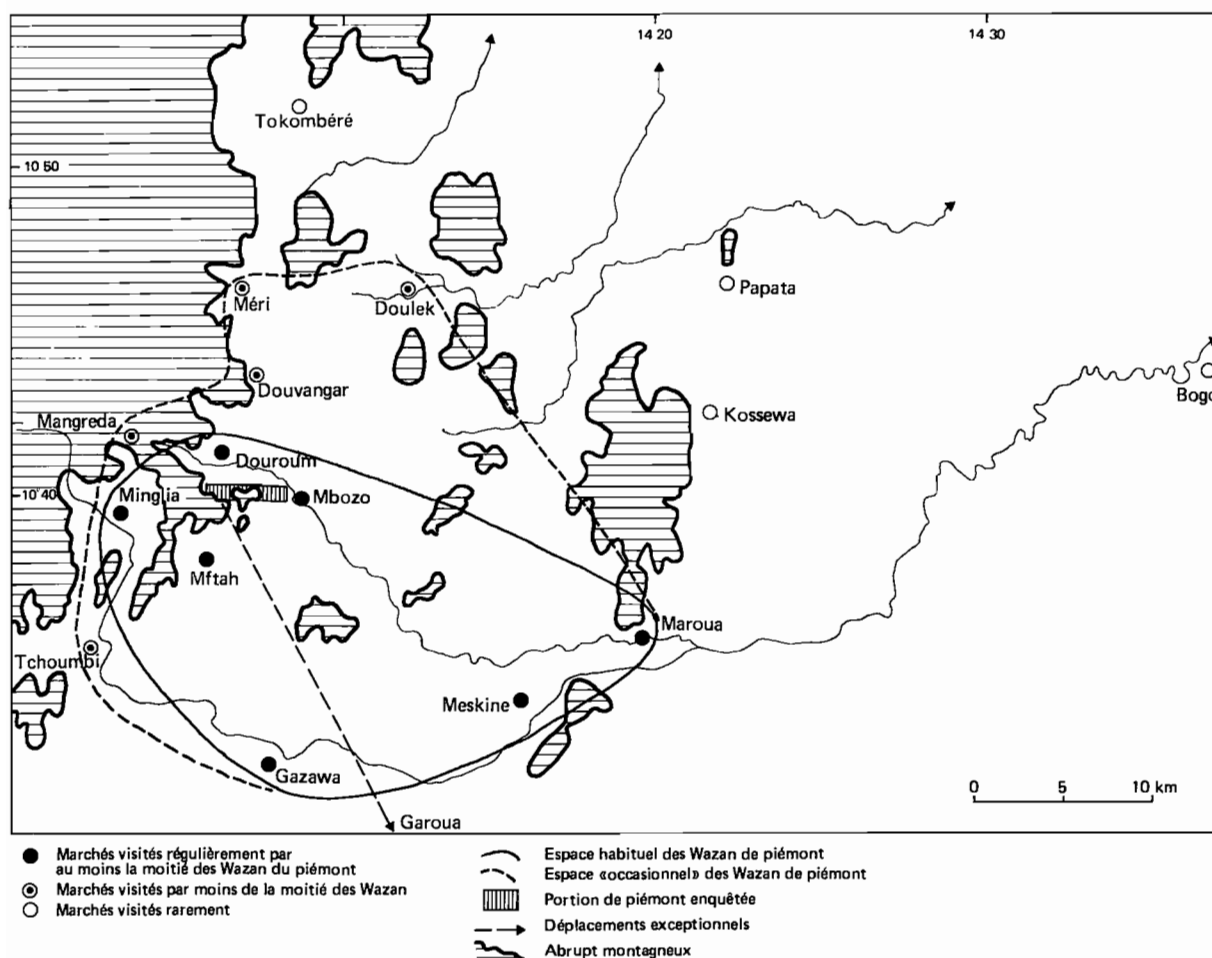 14 20
14 30
Tokombéré
10 50
Méri
Doulek
Papata
Douvangar
Bogo
Kossewa
Mangreda
Douroum
Minglia
10°40
Mbozo
Mftah
Maroua
Tchoumbi
Meskine
Gazawa
0 5 10 km
Garoua
Marchés visités régulièrement par
au moins la moitié des Wazan du piémont
Marchés visités par moins de la moitié des Wazan
Marchés visités rarement
Espace habituel des Wazan de piémont
Espace «occasionnel» des Wazan de piémont
Portion de piémont enquêtée
Déplacements exceptionnels
Abrupt montagneux